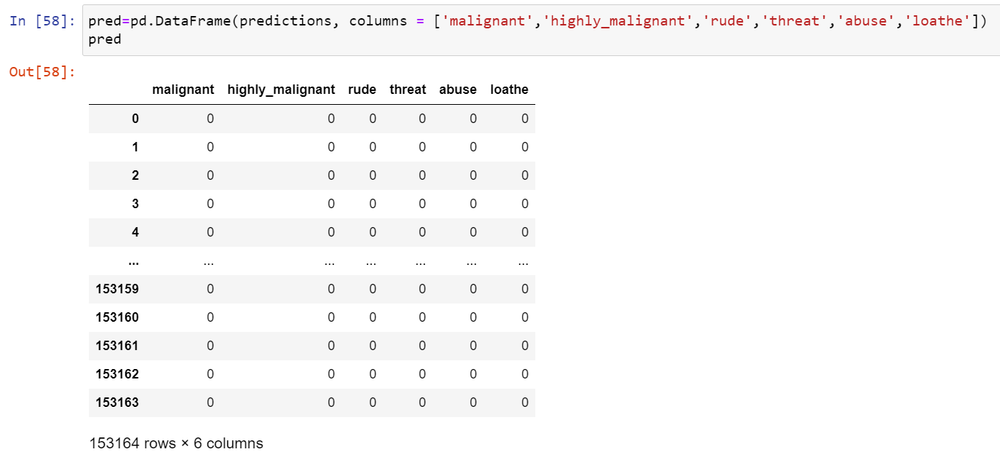 In [58]: pred=pd.DataFrame(predictions, columns = ['malignant','highly_malignant','rude','threat','abuse','loathe'])
pred
Out[58]:
malignant highly_malignant rude threat abuse loathe
0 0 0 0 0 0 0
1 0 0 0 0 0 0
2 0 0 0 0 0 0
3 0 0 0 0 0 0
4 0 0 0 0 0 0
... ... ... ... ... ... ...
153159 0 0 0 0 0 0
153160 0 0 0 0 0 0
153161 0 0 0 0 0 0
153162 0 0 0 0 0 0
153163 0 0 0 0 0 0
153164 rows × 6 columns